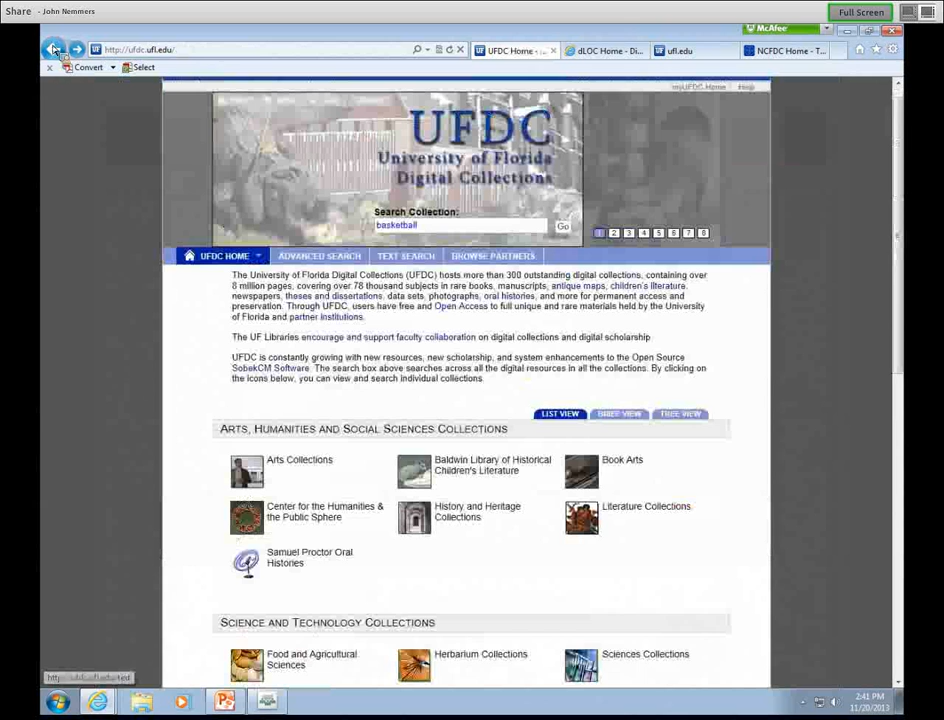 Share - John Nemmers
Full Screen
McAfee
http://ufdc.ufl.edu/
UFDC Home - ...
dLOC Home - Di...
ufl.edu
NCFDC Home - T...
x Convert Select
myUFDC Home | Help
UFDC
University of Florida
Digital Collections
Search Collection:
basketball
Go
1 2 3 4 5 6 7 8
UFDC HOME ADVANCED SEARCH TEXT SEARCH BROWSE PARTNERS
The University of Florida Digital Collections (UFDC) hosts more than 300 outstanding digital collections, containing over
8 million pages, covering over 78 thousand subjects in rare books, manuscripts, antique maps, children's literature,
newspapers, theses and dissertations, data sets, photographs, oral histories, and more for permanent access and
preservation. Through UFDC, users have free and Open Access to full unique and rare materials held by the University
of Florida and partner institutions.
The UF Libraries encourage and support faculty collaboration on digital collections and digital scholarship
UFDC is constantly growing with new resources, new scholarship, and system enhancements to the Open Source
SobekCM Software. The search box above searches across all the digital resources in all the collections. By clicking on
the icons below, you can view and search individual collections
LIST VIEW BRIEF VIEW TREE VIEW
ARTS, HUMANITIES AND SOCIAL SCIENCES COLLECTIONS
Arts Collections
Baldwin Library of Historical
Children's Literature
Book Arts
Center for the Humanities &
the Public Sphere
History and Heritage
Collections
Literature Collections
Samuel Proctor Oral
Histories
SCIENCE AND TECHNOLOGY COLLECTIONS
Food and Agricultural
Sciences
Herbarium Collections
Sciences Collections
2:41 PM
11/20/2013